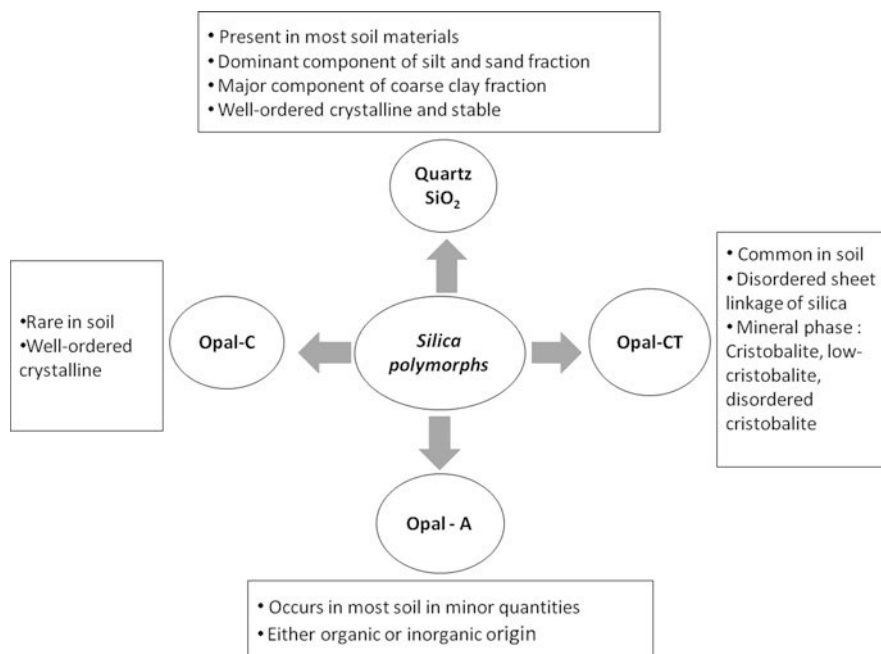 • Present in most soil materials
• Dominant component of silt and sand fraction
• Major component of coarse clay fraction
• Well-ordered crystalline and stable
Quartz
SiO₂
•Rare in soil
•Well-ordered
crystalline
Opal-C
Silica
polymorphs
Opal-CT
• Common in soil
• Disordered sheet
linkage of silica
• Mineral phase :
Cristobalite, low-
cristobalite,
disordered
cristobalite
Opal - A
• Occurs in most soil in minor quantities
• Either organic or inorganic origin